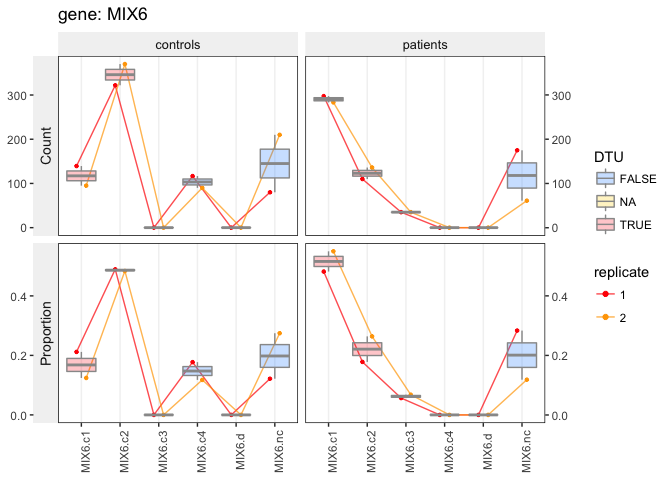 gene: MIX6
controls
patients
Count
300
200
100
0
300
200
100
0
Proportion
0.4
0.2
0.0
0.4
0.2
0.0
MIX6.c1
MIX6.c2
MIX6.c3
MIX6.c4
MIX6.d
MIX6.nc
MIX6.c1
MIX6.c2
MIX6.c3
MIX6.c4
MIX6.d
MIX6.nc
DTU
FALSE
NA
TRUE
replicate
1
2